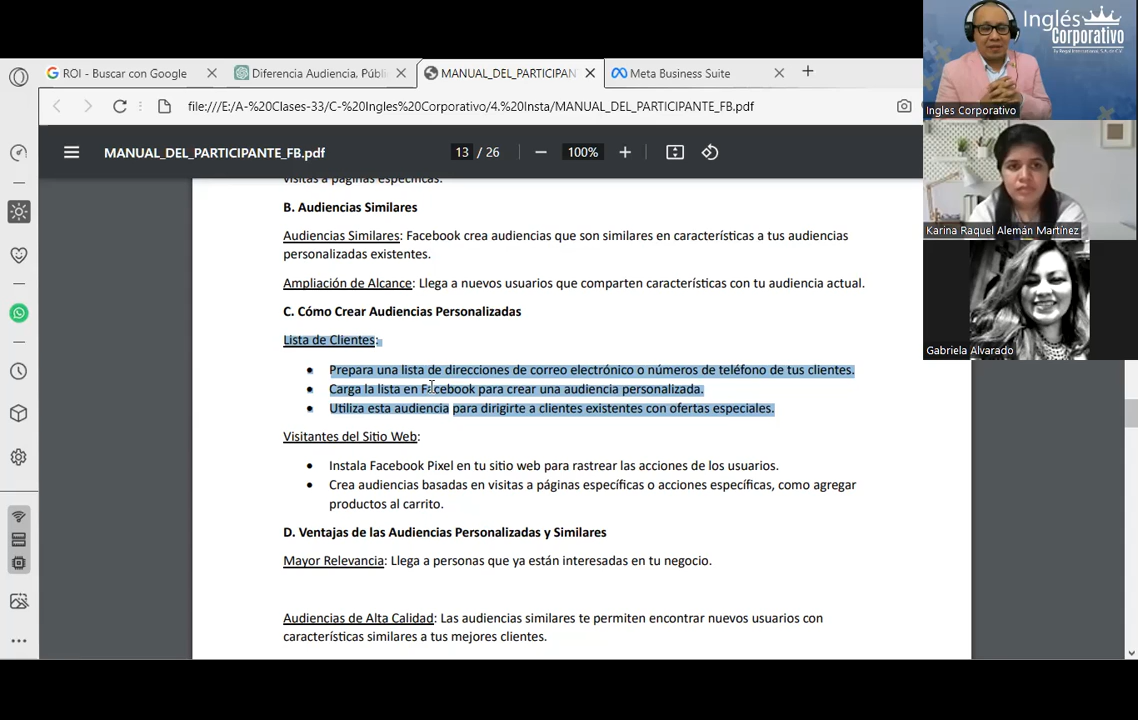 ROI - Buscar con Google
Diferencia Audiencia, Públi
MANUAL_DEL_PARTICIPAN
Meta Business Suite
file:///E:/A-%20Clases-33/C-%20Ingles%20Corporativo/4.%20Insta/MANUAL_DEL_PARTICIPANTE_FB.pdf
MANUAL_DEL_PARTICIPANTE_FB.pdf
13 / 26
100%
visitas a páginas específicas.
B. Audiencias Similares
Audiencias Similares: Facebook crea audiencias que son similares en características a tus audiencias
personalizadas existentes.
Ampliación de Alcance: Llega a nuevos usuarios que comparten características con tu audiencia actual.
C. Cómo Crear Audiencias Personalizadas
Lista de Clientes:
• Prepara una lista de direcciones de correo electrónico o números de teléfono de tus clientes.
• Carga la lista en Facebook para crear una audiencia personalizada.
• Utiliza esta audiencia para dirigirte a clientes existentes con ofertas especiales.
Visitantes del Sitio Web:
• Instala Facebook Pixel en tu sitio web para rastrear las acciones de los usuarios.
• Crea audiencias basadas en visitas a páginas específicas o acciones específicas, como agregar
productos al carrito.
D. Ventajas de las Audiencias Personalizadas y Similares
Mayor Relevancia: Llega a personas que ya están interesadas en tu negocio.
Audiencias de Alta Calidad: Las audiencias similares te permiten encontrar nuevos usuarios con
características similares a tus mejores clientes.
Inglés
Corporativo
Ingles Corporativo
Karina Raquel Alemán Martínez
Gabriela Alvarado